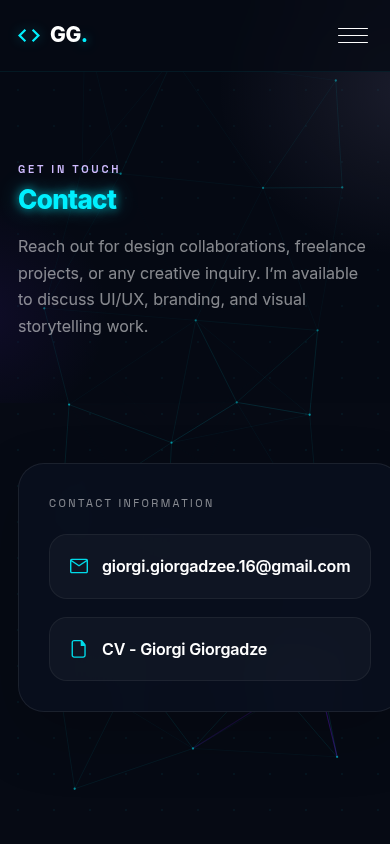 GG.
GET IN TOUCH
Contact
Reach out for design collaborations, freelance
projects, or any creative inquiry. I'm available
to discuss UI/UX, branding, and visual
storytelling work.
CONTACT INFORMATION
giorgi.giorgadzee.16@gmail.com
CV - Giorgi Giorgadze